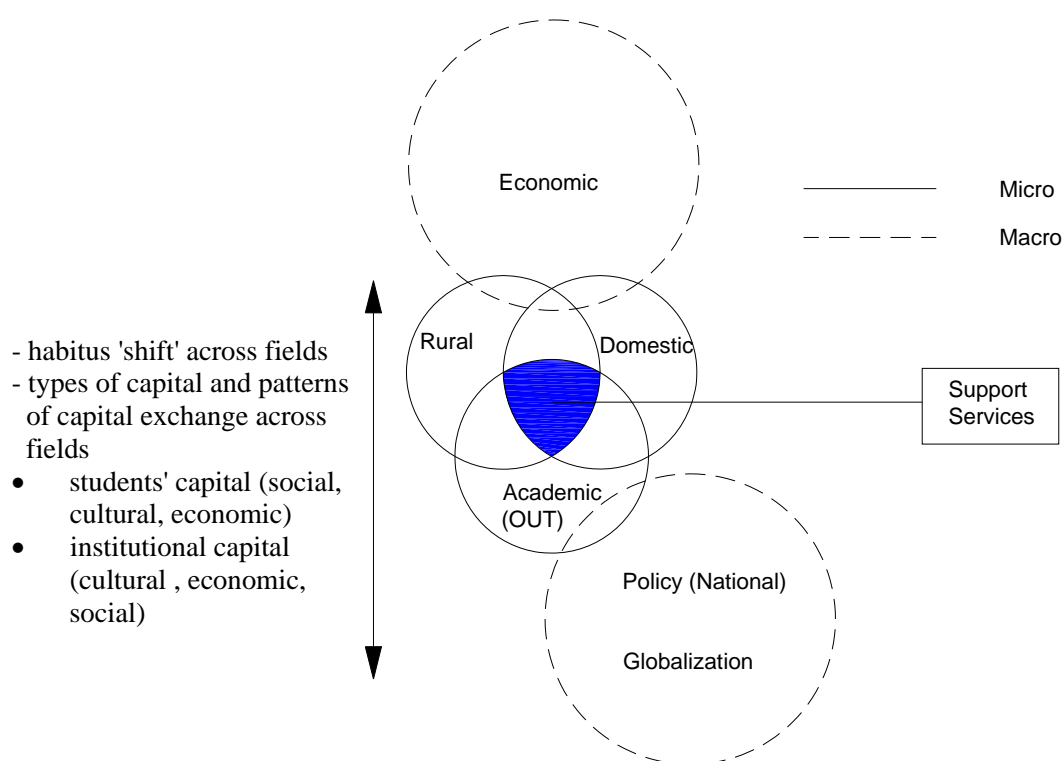 Economic
Micro
Macro
Rural
Domestic
- habitus 'shift' across fields
- types of capital and patterns
of capital exchange across
fields
• students' capital (social,
cultural, economic)
• institutional capital
(cultural , economic,
social)
Support
Services
Academic
(OUT)
Policy (National)
Globalization